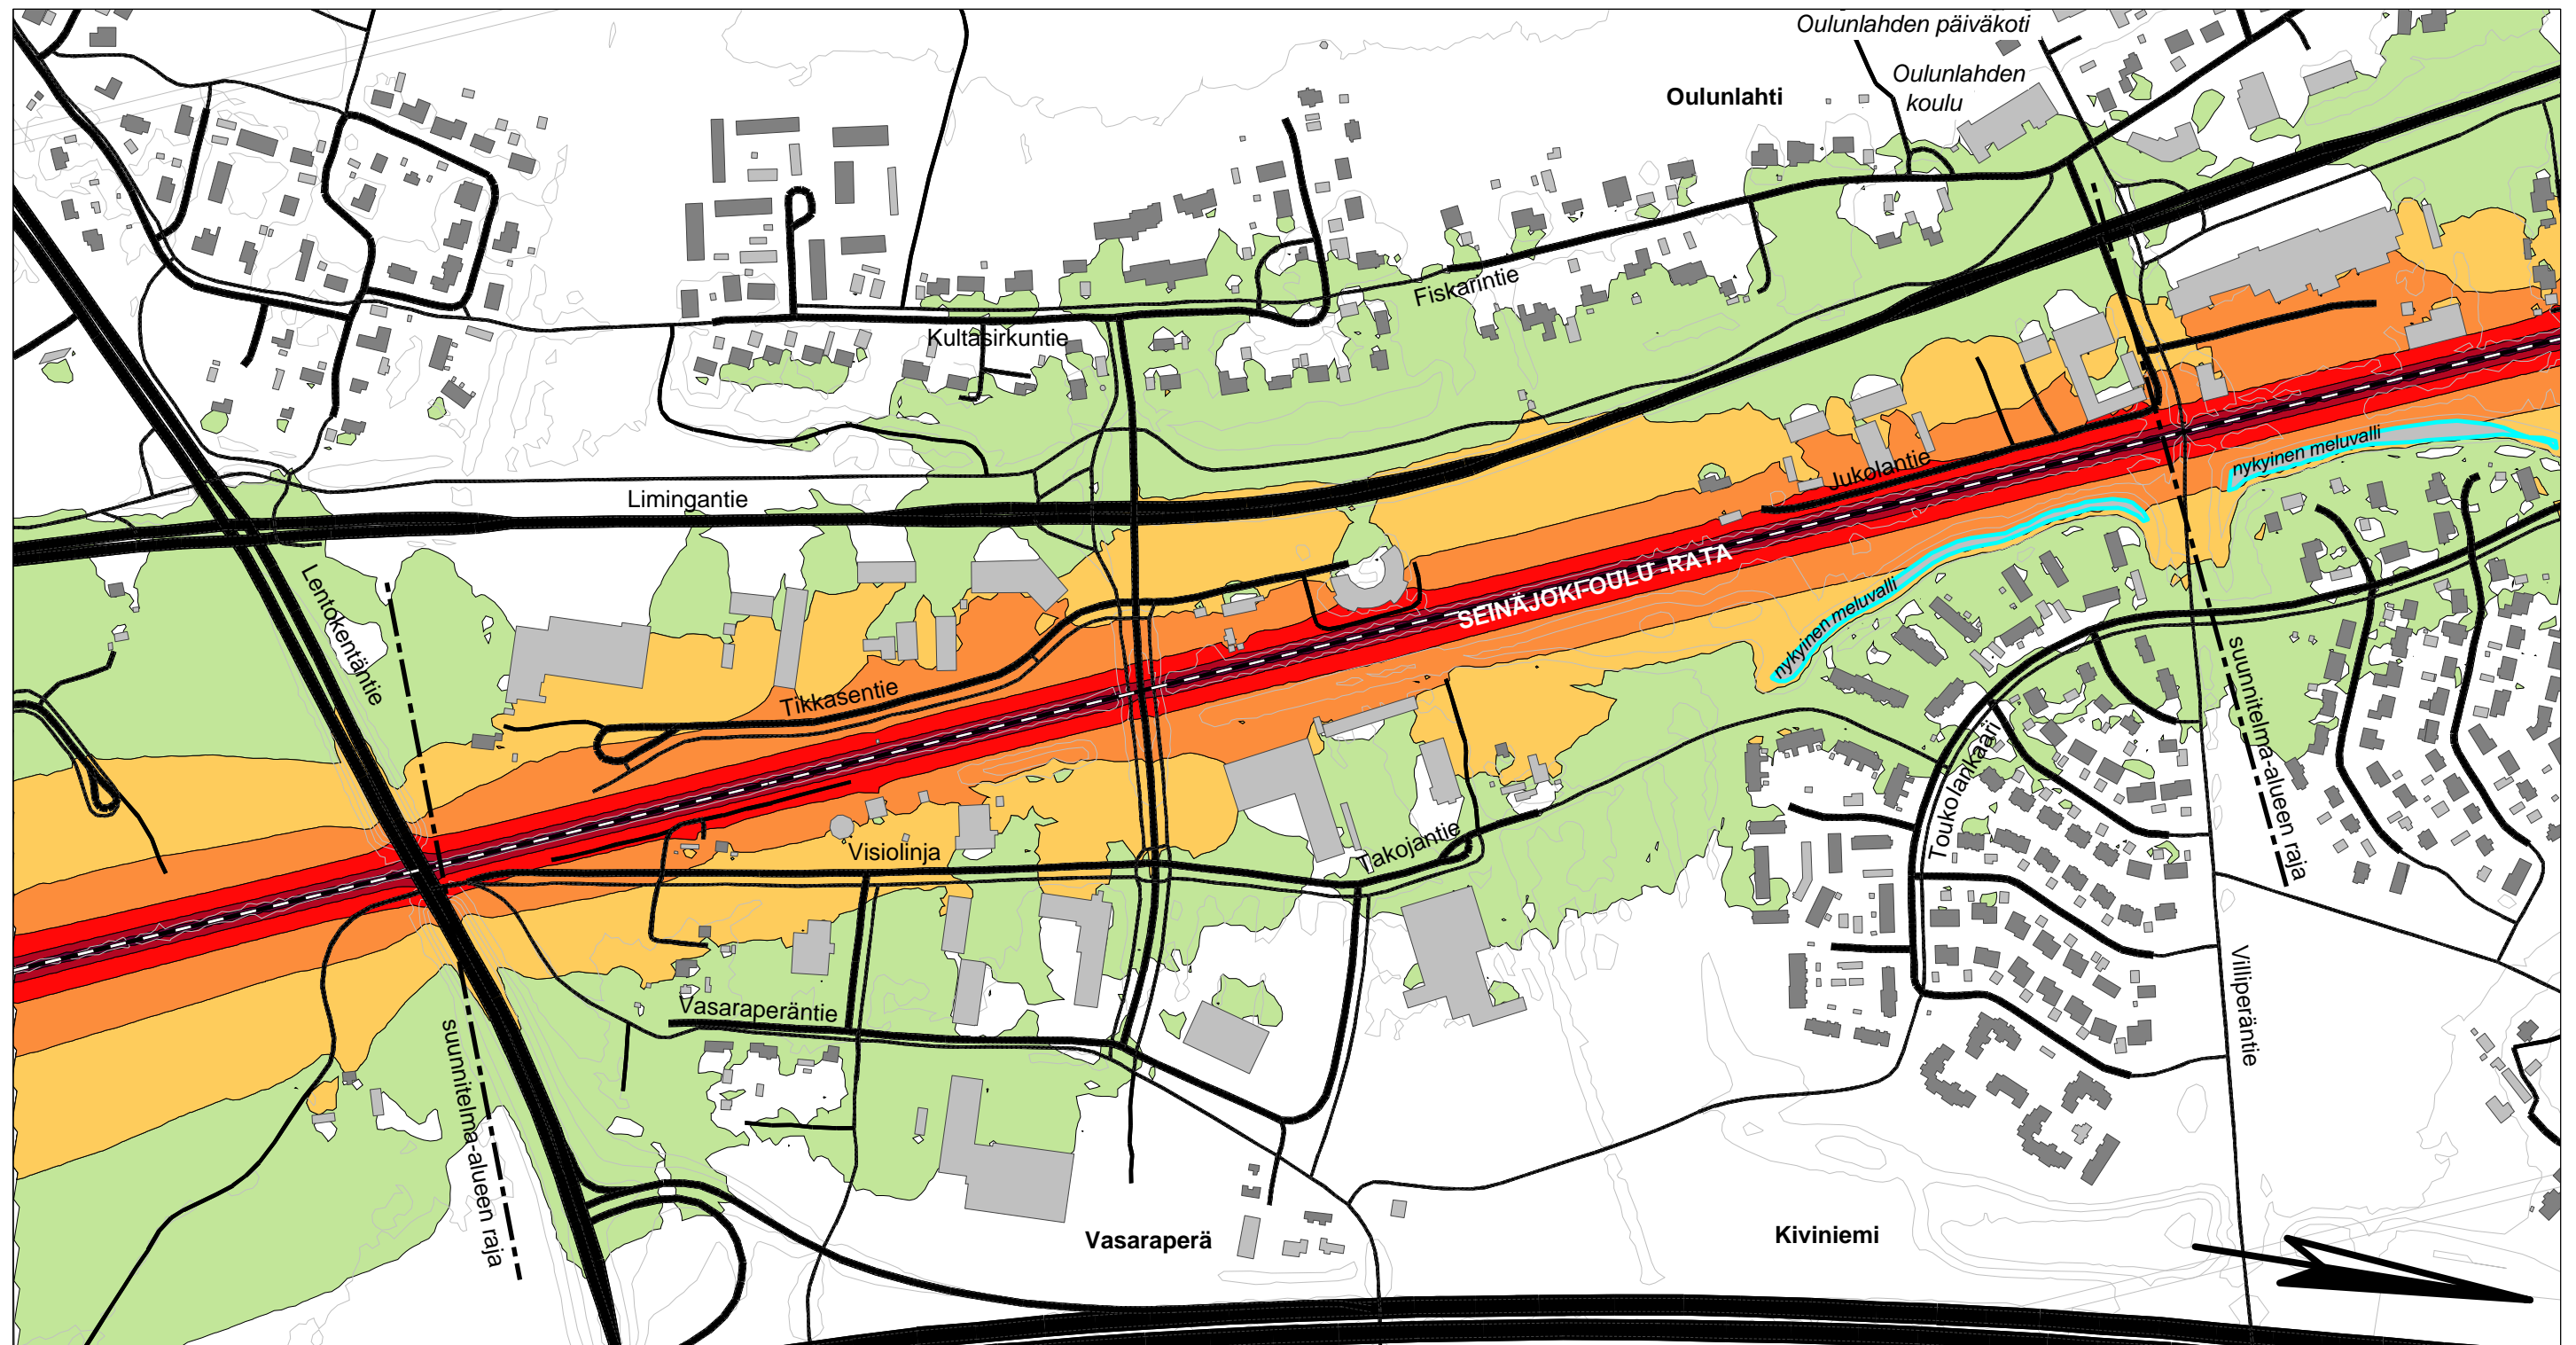 Oulunlahden päiväkoti
Oulunlahden
koulu
Oulunlahti
Fiskarintie
Kultasirkuntie
Limingantie
Jukolantie
nykyinen meluvalli
nykyinen meluvalli
SEINÄJOKI-OULU -RATA
Lentokentäntie
Tikkasentie
suunnitelma-alueen raja
Toukolankaari
Visiolinja
Takojantie
Vasaraperäntie
Villiperäntie
suunnitelma-alueen raja
Vasaraperä
Kiviniemi